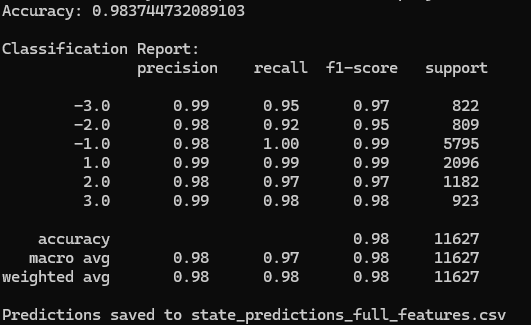 Accuracy: 0.983744732089103
Classification Report:
precision recall f1-score support
-3.0 0.99 0.95 0.97 822
-2.0 0.98 0.92 0.95 809
-1.0 0.98 1.00 0.99 5795
1.0 0.99 0.99 0.99 2096
2.0 0.98 0.97 0.97 1182
3.0 0.99 0.98 0.98 923
accuracy 0.98 11627
macro avg 0.98 0.97 0.98 11627
weighted avg 0.98 0.98 0.98 11627
Predictions saved to state_predictions_full_features.csv